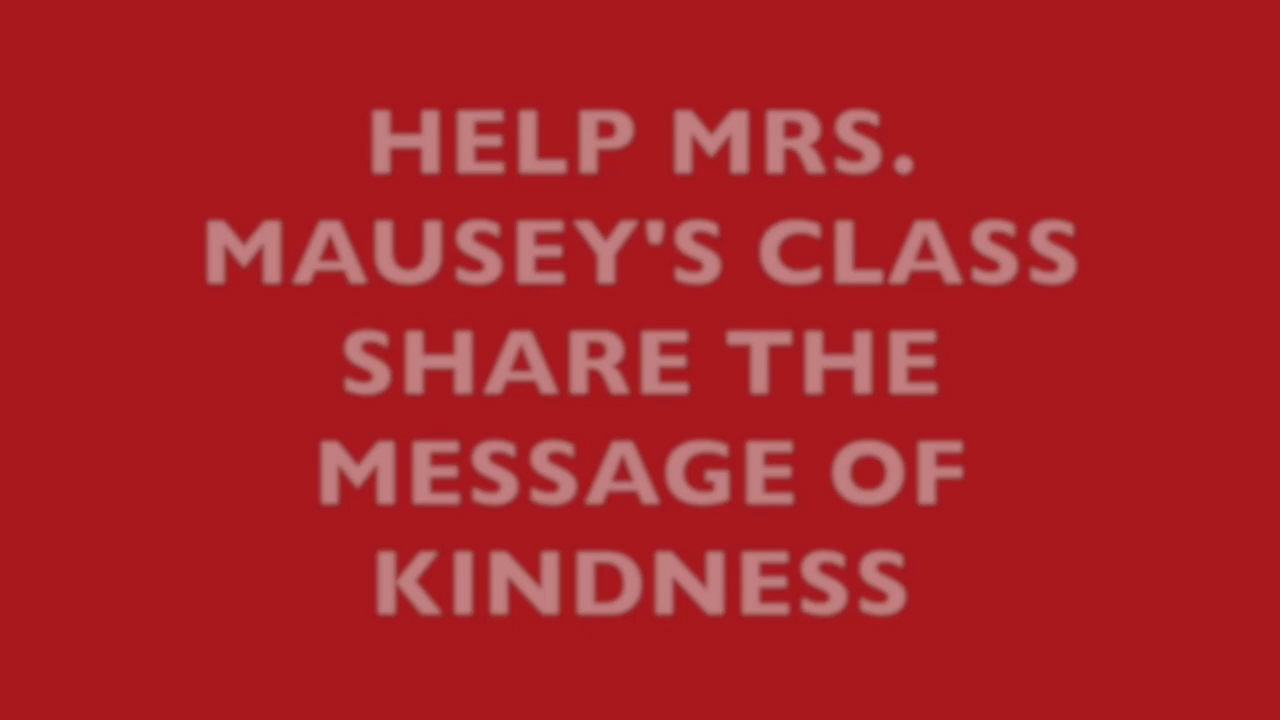 HELP MRS.
MAUSEY'S CLASS
SHARE THE
MESSAGE OF
KINDNESS